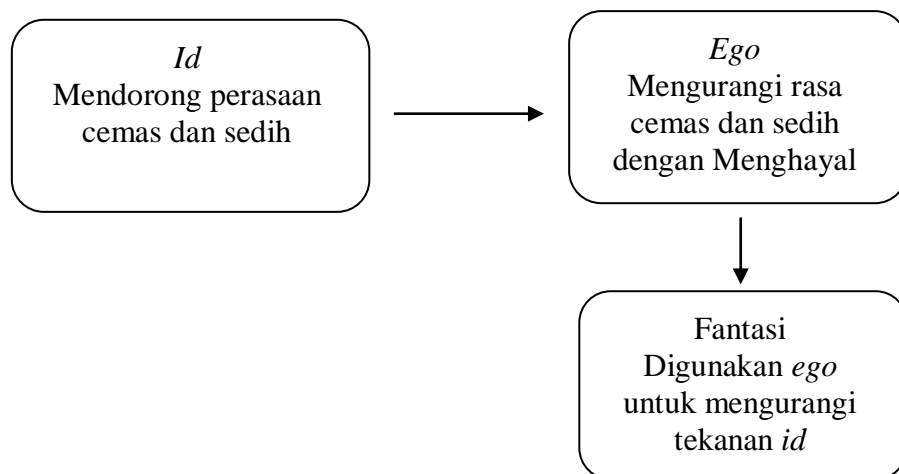 Id
Mendorong perasaan
cemas dan sedih
Ego
Mengurangi rasa
cemas dan sedih
dengan Menghayal
Fantasi
Digunakan ego
untuk mengurangi
tekanan id